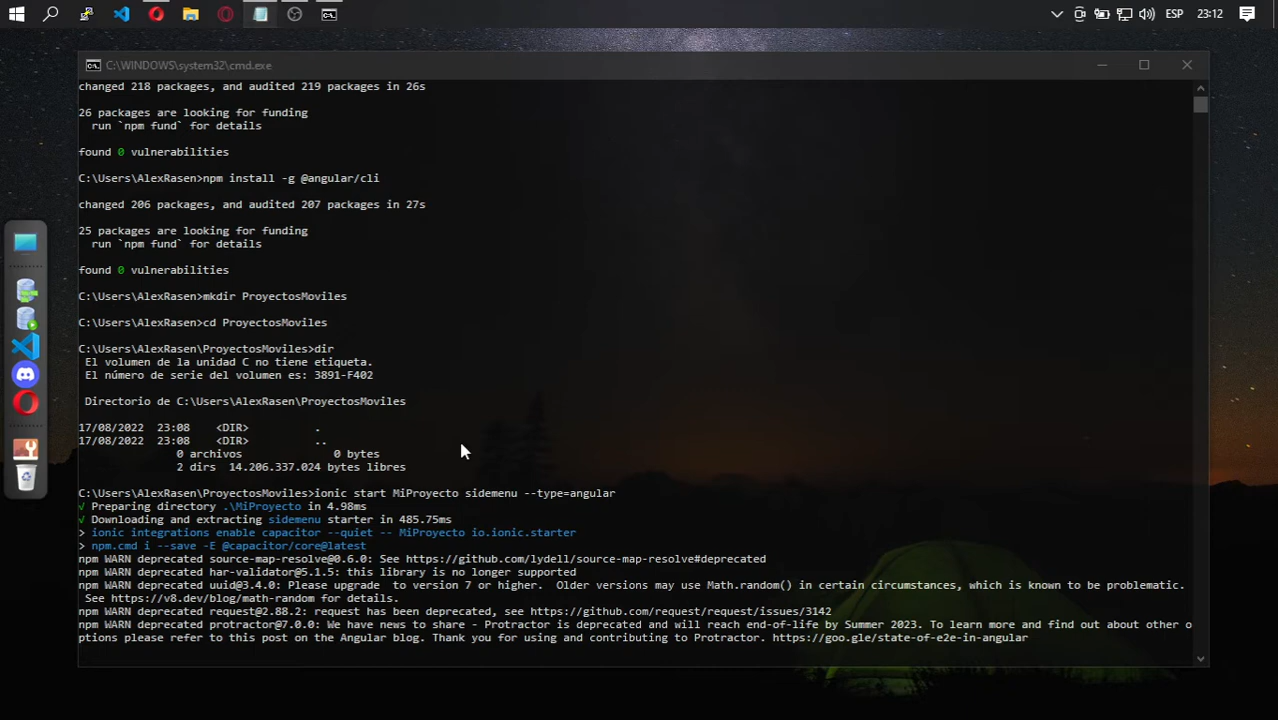 ESP
23:12
C:\WINDOWS\system32\cmd.exe
changed 218 packages, and audited 219 packages in 26s
26 packages are looking for funding
run `npm fund` for details
found 0 vulnerabilities
C:\Users\AlexRasen>npm install -g @angular/cli
changed 206 packages, and audited 207 packages in 27s
25 packages are looking for funding
run `npm fund` for details
found 0 vulnerabilities
C:\Users\AlexRasen>mkdir ProyectosMoviles
C:\Users\AlexRasen>cd ProyectosMoviles
C:\Users\AlexRasen\ProyectosMoviles>dir
El volumen de la unidad C no tiene etiqueta.
El número de serie del volumen es: 3891-F402
Directorio de C:\Users\AlexRasen\ProyectosMoviles
17/08/2022  23:08    <DIR>          .
17/08/2022  23:08    <DIR>          ..
0 archivos              0 bytes
2 dirs  14.206.337.024 bytes libres
C:\Users\AlexRasen\ProyectosMoviles>ionic start MiProyecto sidemenu --type=angular
√ Preparing directory .\MiProyecto in 4.98ms
√ Downloading and extracting sidemenu starter in 485.75ms
> ionic integrations enable capacitor --quiet -- MiProyecto io.ionic.starter
> npm.cmd i --save -E @capacitor/core@latest
npm WARN deprecated source-map-resolve@0.6.0: See https://github.com/lydell/source-map-resolve#deprecated
npm WARN deprecated har-validator@5.1.5: this library is no longer supported
npm WARN deprecated uuid@3.4.0: Please upgrade  to version 7 or higher.  Older versions may use Math.random() in certain circumstances, which is known to be problematic.
See https://v8.dev/blog/math-random for details.
npm WARN deprecated request@2.88.2: request has been deprecated, see https://github.com/request/request/issues/3142
npm WARN deprecated protractor@7.0.0: We have news to share - Protractor is deprecated and will reach end-of-life by Summer 2023. To learn more and find out about other o
ptions please refer to this post on the Angular blog. Thank you for using and contributing to Protractor. https://goo.gle/state-of-e2e-in-angular